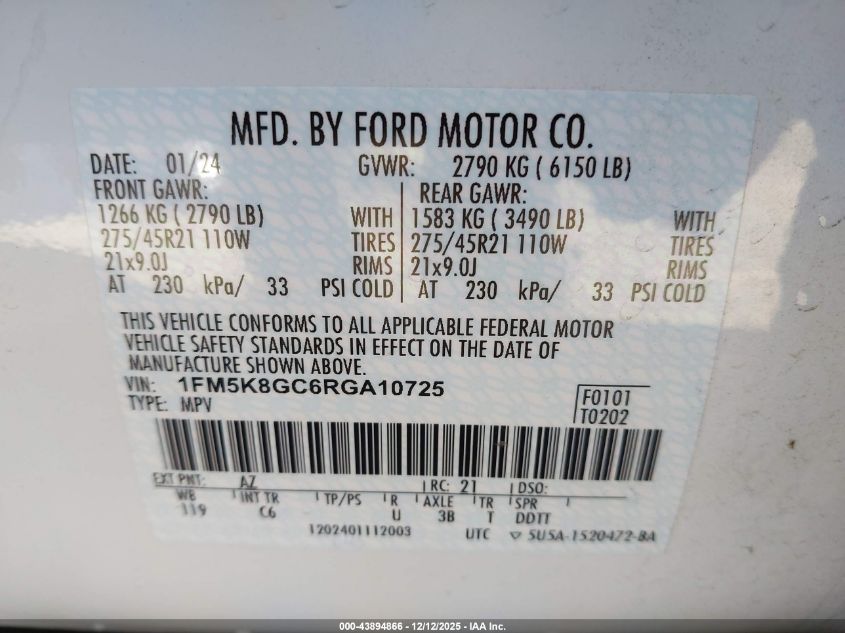 MFD. BY FORD MOTOR CO.
DATE: 01/24 GVWR: 2790 KG ( 6150 LB)
FRONT GAWR: REAR GAWR:
1266 KG ( 2790 LB) WITH 1583 KG ( 3490 LB) WITH
275/45R21 110W TIRES 275/45R21 110W TIRES
21x9.0J RIMS 21x9.0J RIMS
AT 230 kPa/ 33 PSI COLD AT 230 kPa/ 33 PSI COLD
THIS VEHICLE CONFORMS TO ALL APPLICABLE FEDERAL MOTOR
VEHICLE SAFETY STANDARDS IN EFFECT ON THE DATE OF
MANUFACTURE SHOWN ABOVE.
VIN: 1FM5K8GC6RGA10725
TYPE: MPV
F0101
T0202
EXT PNT: AZ RC: 21 DSO:
WB INT TR TP/PS R AXLE TR SPR
119 C6 U 3B T DDTT
1202401112003 UTC ▽ 5U5A-1520472-BA
000-43894866 - 12/12/2025 - IAA Inc.